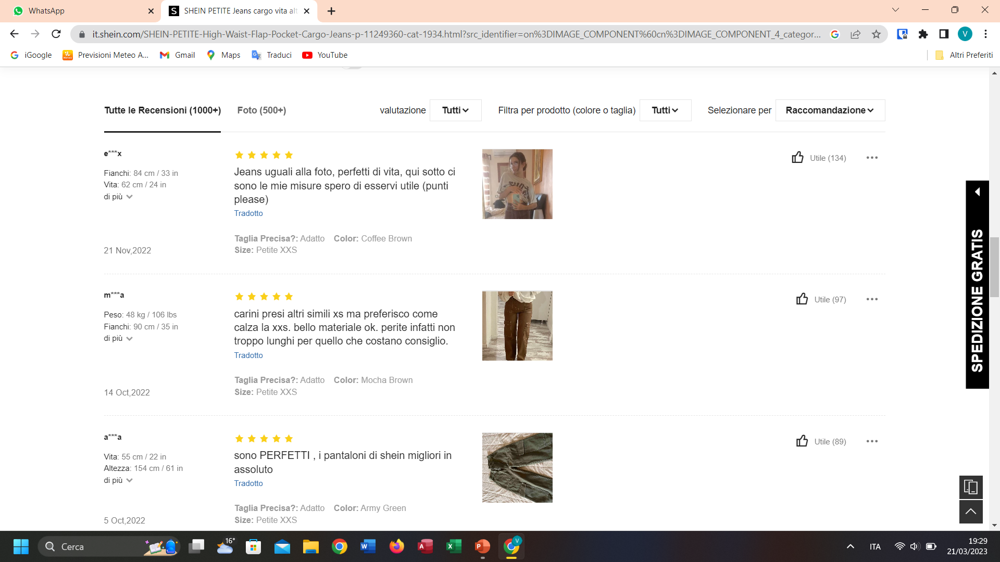 WhatsApp
SHEIN PETITE Jeans cargo vita alt
it.shein.com/SHEIN-PETITE-High-Waist-Flap-Pocket-Cargo-Jeans-p-11249360-cat-1934.html?src_identifier=on%3DIMAGE_COMPONENT%60cn%3DIMAGE_COMPONENT_4_categor...
V
iGoogle
Previsioni Meteo A...
Gmail
Maps
Traduci
YouTube
Altri Preferiti
Tutte le Recensioni (1000+)
Foto (500+)
valutazione
Tutti
Filtra per prodotto (colore o taglia)
Tutti
Selezionare per
Raccomandazione
e***x
Fianchi: 84 cm / 33 in
Vita: 62 cm / 24 in
di più
21 Nov,2022
Jeans uguali alla foto, perfetti di vita, qui sotto ci
sono le mie misure spero di esservi utile (punti
please)
Tradotto
Taglia Precisa?: Adatto Color: Coffee Brown
Size: Petite XXS
Utile (134)
m***a
Peso: 48 kg / 106 lbs
Fianchi: 90 cm / 35 in
di più
14 Oct,2022
carini presi altri simili xs ma preferisco come
calza la xxs. bello materiale ok. perite infatti non
troppo lunghi per quello che costano consiglio.
Tradotto
Taglia Precisa?: Adatto Color: Mocha Brown
Size: Petite XXS
Utile (97)
a***a
Vita: 55 cm / 22 in
Altezza: 154 cm / 61 in
di più
5 Oct,2022
sono PERFETTI , i pantaloni di shein migliori in
assoluto
Tradotto
Taglia Precisa?: Adatto Color: Army Green
Size: Petite XXS
Utile (89)
SPEDIZIONE GRATIS
Cerca
16°
ITA
19:29
21/03/2023